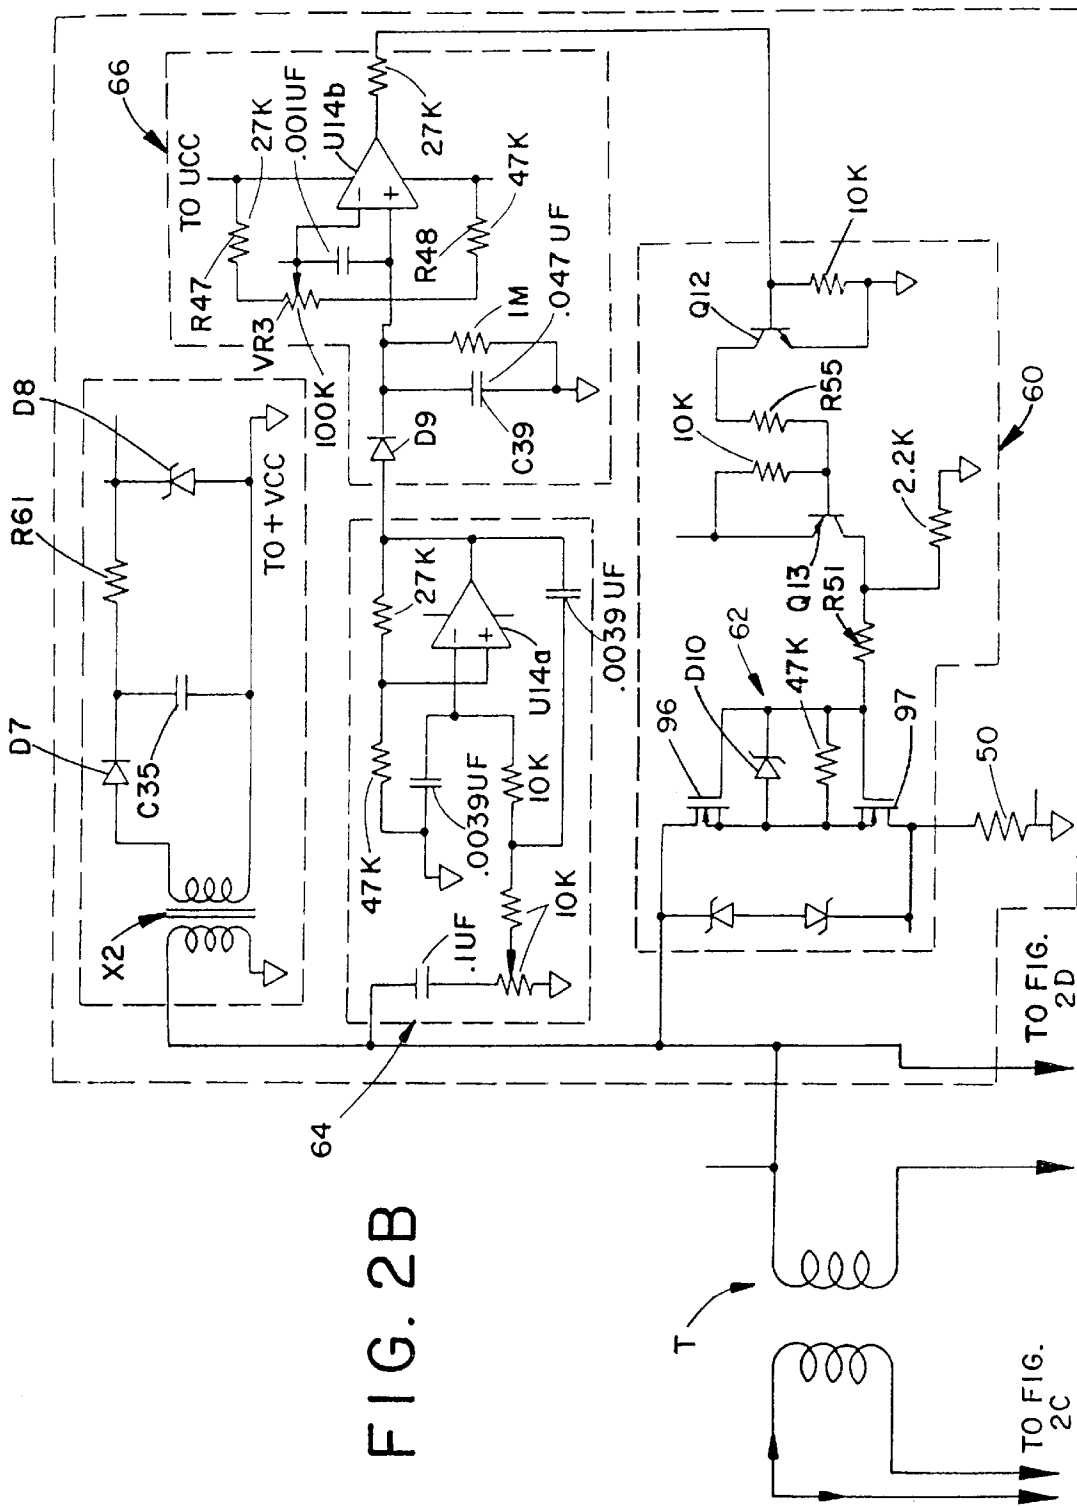 FIG. 2B
66
TO UCC
R47
27K
.001UF
U14b
27K
VR3
100K
R48
47K
1M
.047 UF
C39
D9
D8
R61
TO + VCC
D7
C35
X2
27K
47K
U14a
.0039UF
.0039UF
10K
10K
.1UF
64
10K
Q12
R55
10K
60
2.2K
Q13
R51
62
D10
47K
96
97
50
TO FIG.
2D
T
TO FIG.
2C